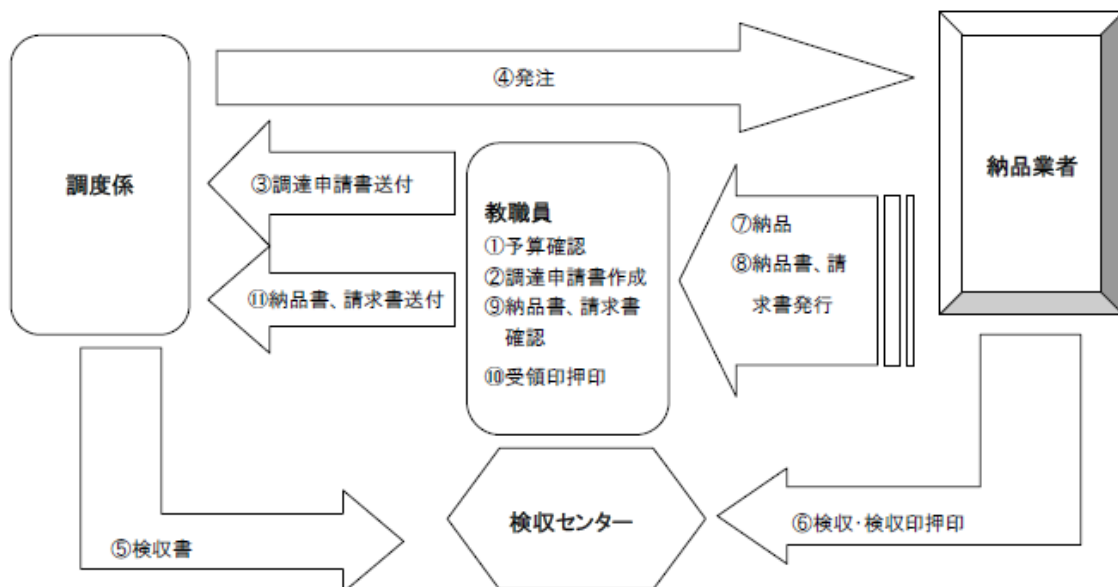 ④発注
調度係
納品業者
③調達申請書送付
教職員
①予算確認
②調達申請書作成
⑨納品書、請求書
確認
⑩受領印押印
⑦納品
⑧納品書、請
求書発行
⑪納品書、請求書送付
検収センター
⑤検収書
⑥検収・検収印押印